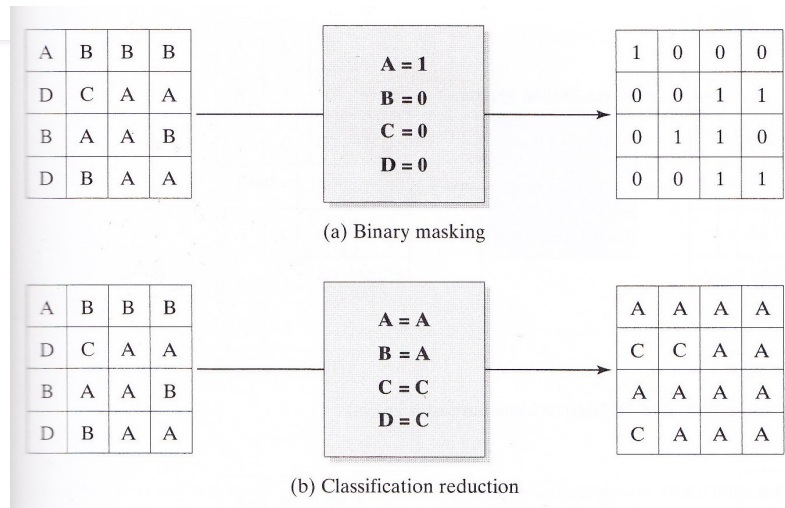 A B B B
D C A A
B A A B
D B A A
A = 1
B = 0
C = 0
D = 0
1 0 0 0
0 0 1 1
0 1 1 0
0 0 1 1
(a) Binary masking
A B B B
D C A A
B A A B
D B A A
A = A
B = A
C = C
D = C
A A A A
C C A A
A A A A
C A A A
(b) Classification reduction